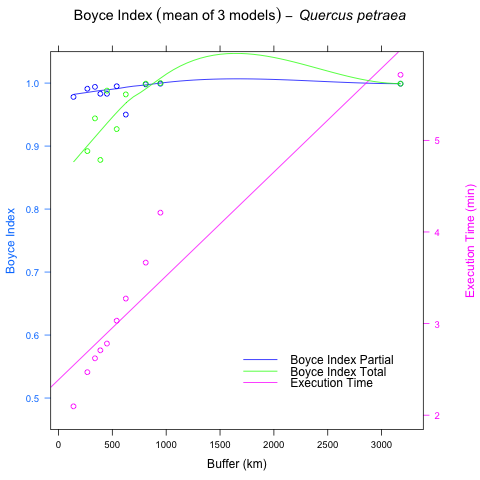 Boyce Index (mean of 3 models) – Quercus petraea
1.0
0.9
0.8
0.7
0.6
0.5
Boyce Index
5
4
3
2
Execution Time (min)
Boyce Index Partial
Boyce Index Total
Execution Time
0 500 1000 1500 2000 2500 3000
Buffer (km)